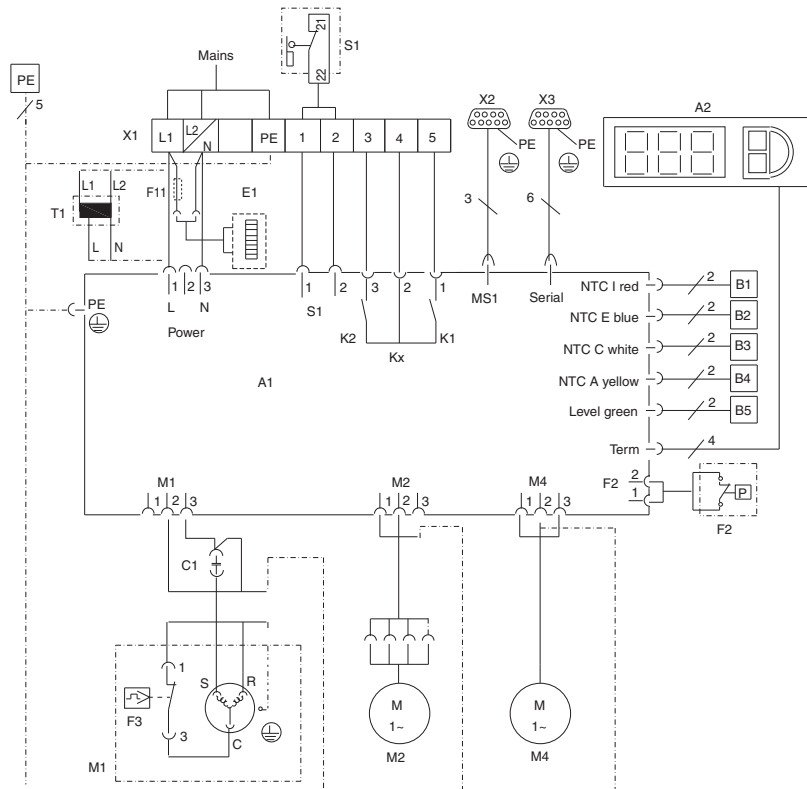 21
S1
22
Mains
PE
5
X2
X3
A2
X1
L1
L2
N
PE
1
2
3
4
5
PE
PE
L1
L2
F11
E1
T1
3
6
L
N
1
2
3
1
2
3
2
1
MS1
Serial
NTC I red
2
B1
PE
L
N
S1
NTC E blue
2
B2
Power
K2
K1
NTC C white
2
B3
Kx
A1
NTC A yellow
2
B4
Level green
2
B5
Term
4
M1
M2
M4
F2
2
1
P
1
2
3
1
2
3
1
2
3
F2
C1
1
S
R
F3
M
1~
M
1~
3
C
M2
M4
M1